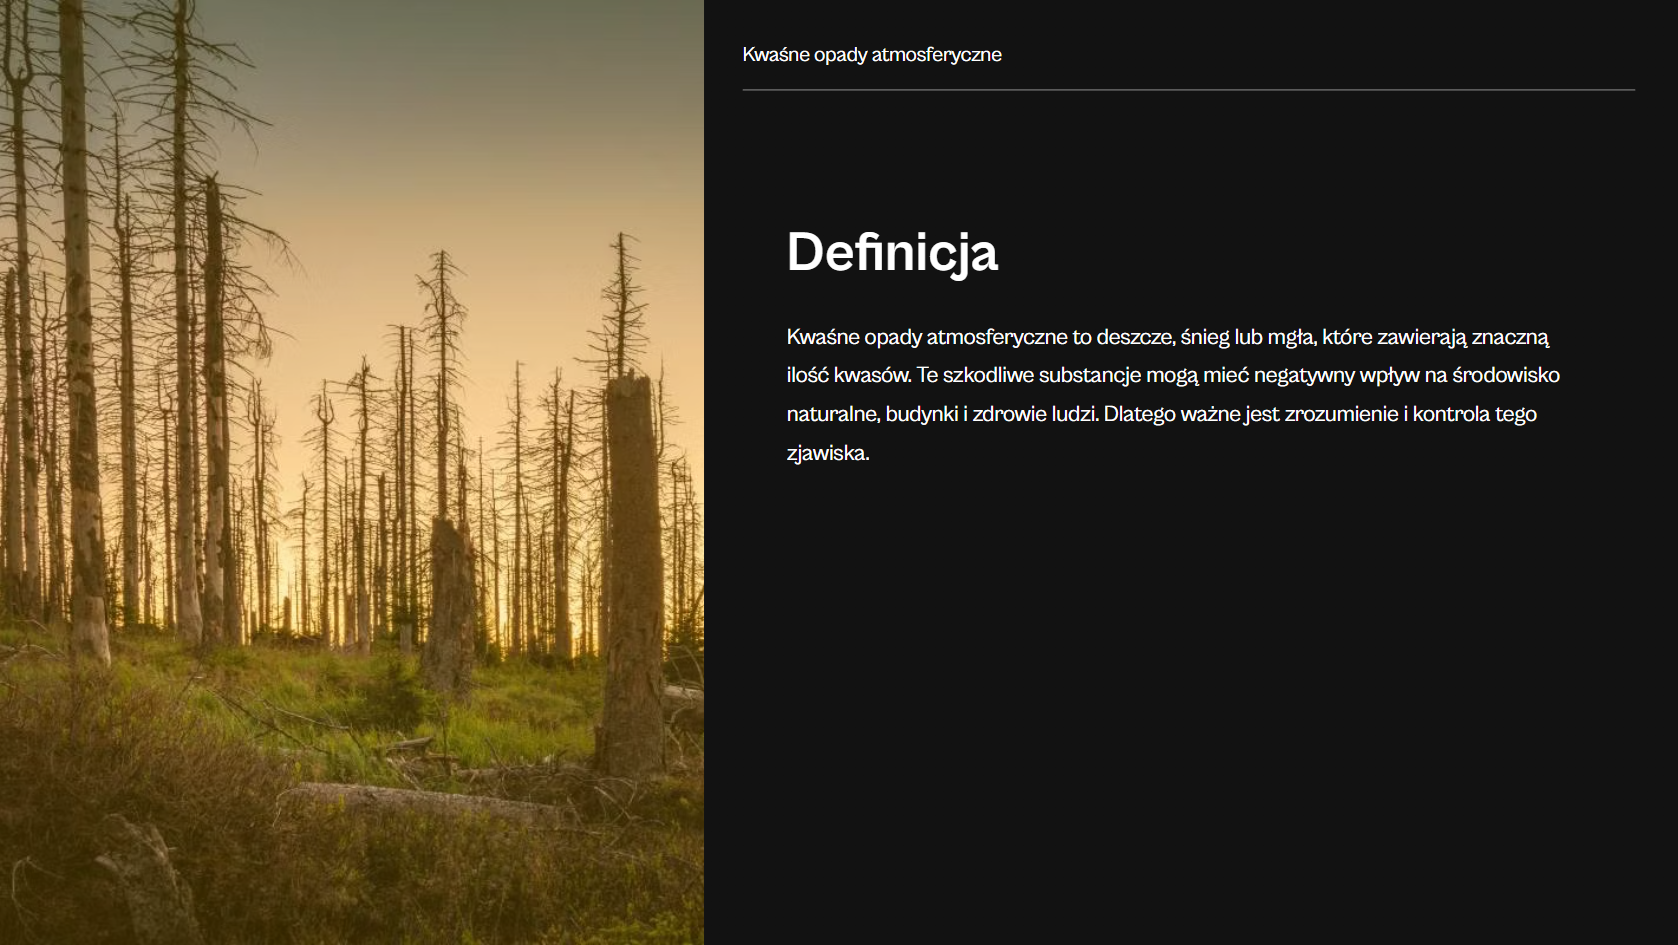 Kwaśne opady atmosferyczne
Definicja
Kwaśne opady atmosferyczne to deszcze, śnieg lub mgła, które zawierają znaczną
ilość kwasów. Te szkodliwe substancje mogą mieć negatywny wpływ na środowisko
naturalne, budynki i zdrowie ludzi. Dlatego ważne jest zrozumienie i kontrola tego
zjawiska.